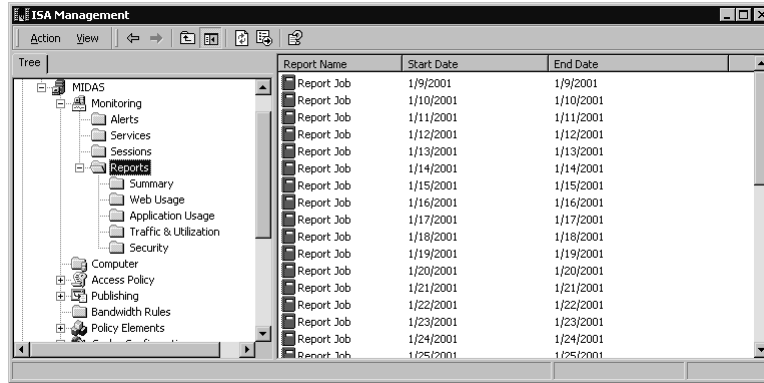 ISA Management
Action View
Tree
MIDAS
Monitoring
Alerts
Services
Sessions
Reports
Summary
Web Usage
Application Usage
Traffic & Utilization
Security
Computer
Access Policy
Publishing
Bandwidth Rules
Policy Elements
Report Name Start Date End Date
Report Job 1/9/2001 1/9/2001
Report Job 1/10/2001 1/10/2001
Report Job 1/11/2001 1/11/2001
Report Job 1/12/2001 1/12/2001
Report Job 1/13/2001 1/13/2001
Report Job 1/14/2001 1/14/2001
Report Job 1/15/2001 1/15/2001
Report Job 1/16/2001 1/16/2001
Report Job 1/17/2001 1/17/2001
Report Job 1/18/2001 1/18/2001
Report Job 1/19/2001 1/19/2001
Report Job 1/20/2001 1/20/2001
Report Job 1/21/2001 1/21/2001
Report Job 1/22/2001 1/22/2001
Report Job 1/23/2001 1/23/2001
Report Job 1/24/2001 1/24/2001
Report Job 1/25/2001 1/25/2001